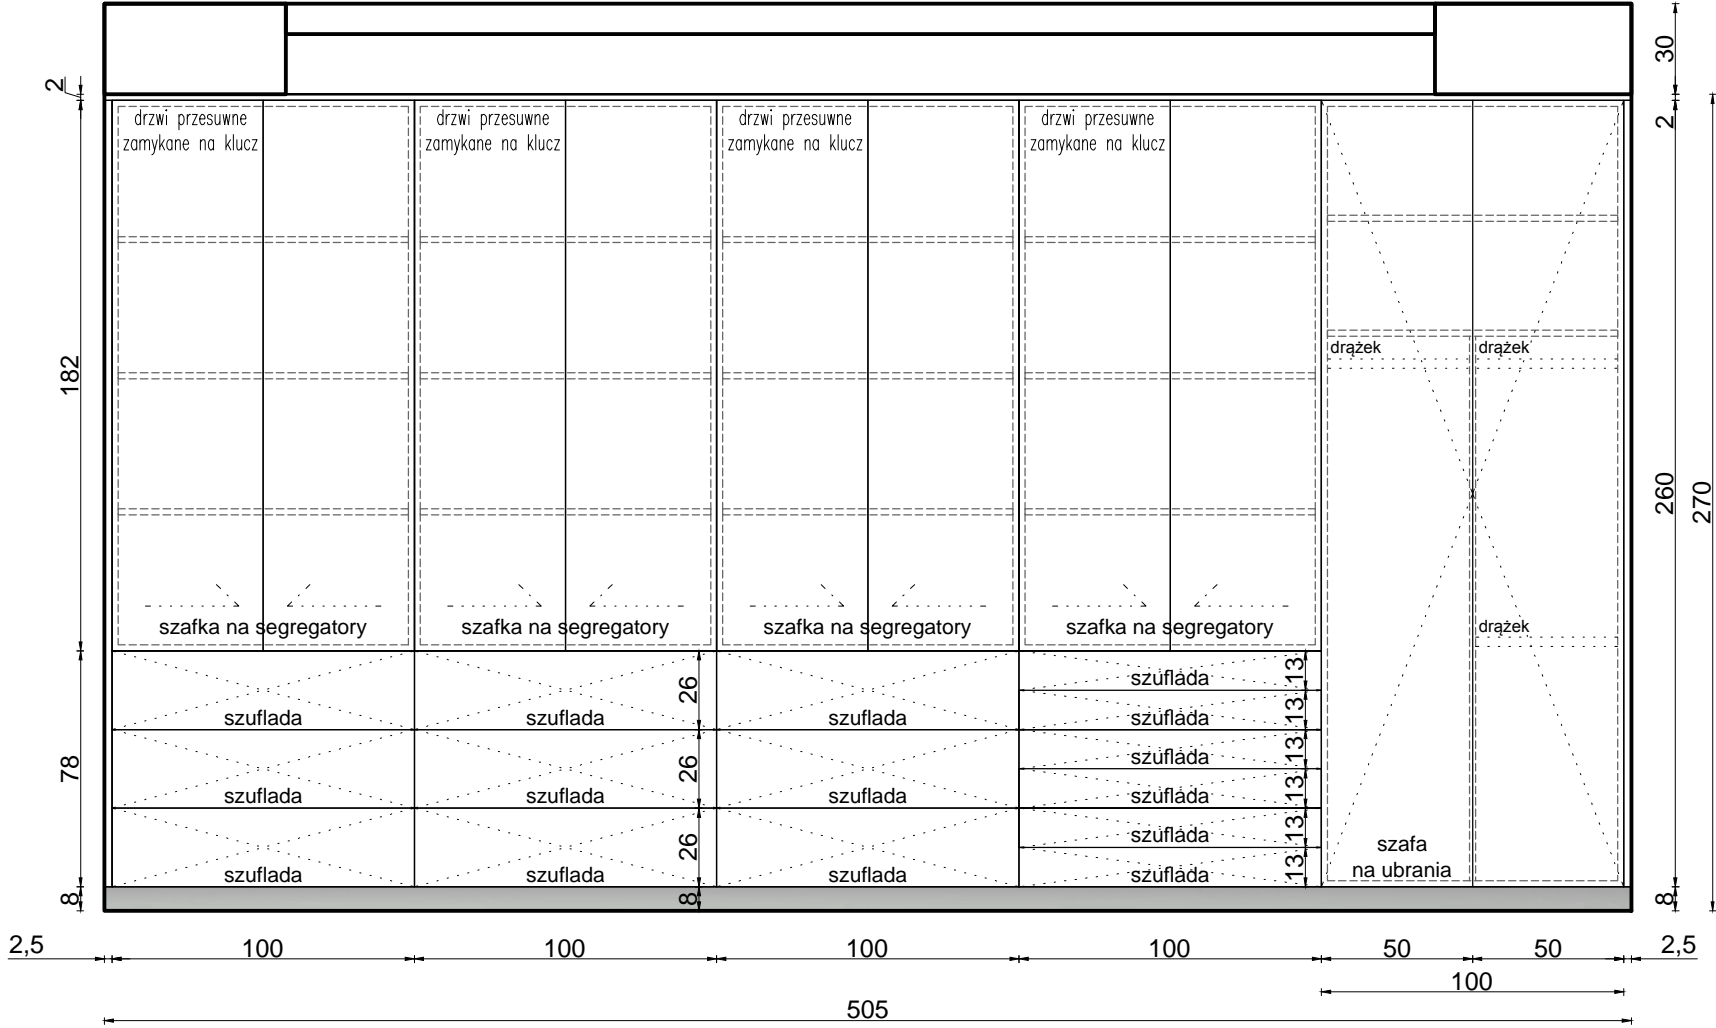 30
2
2
drzwi przesuwne
zamykane na klucz
drzwi przesuwne
zamykane na klucz
drzwi przesuwne
zamykane na klucz
drzwi przesuwne
zamykane na klucz
drążek
drążek
182
260
270
drążek
szafka na segregatory
szafka na segregatory
szafka na segregatory
szafka na segregatory
78
szuflada
szuflada
26
szuflada
szuflada
13
szuflada
13
szuflada
szuflada
26
szuflada
szuflada
13
szuflada
13
szuflada
szuflada
26
szuflada
szuflada
13
szuflada
13
szafa
na ubrania
8
8
8
2,5
100
100
100
100
50
50
2,5
100
505